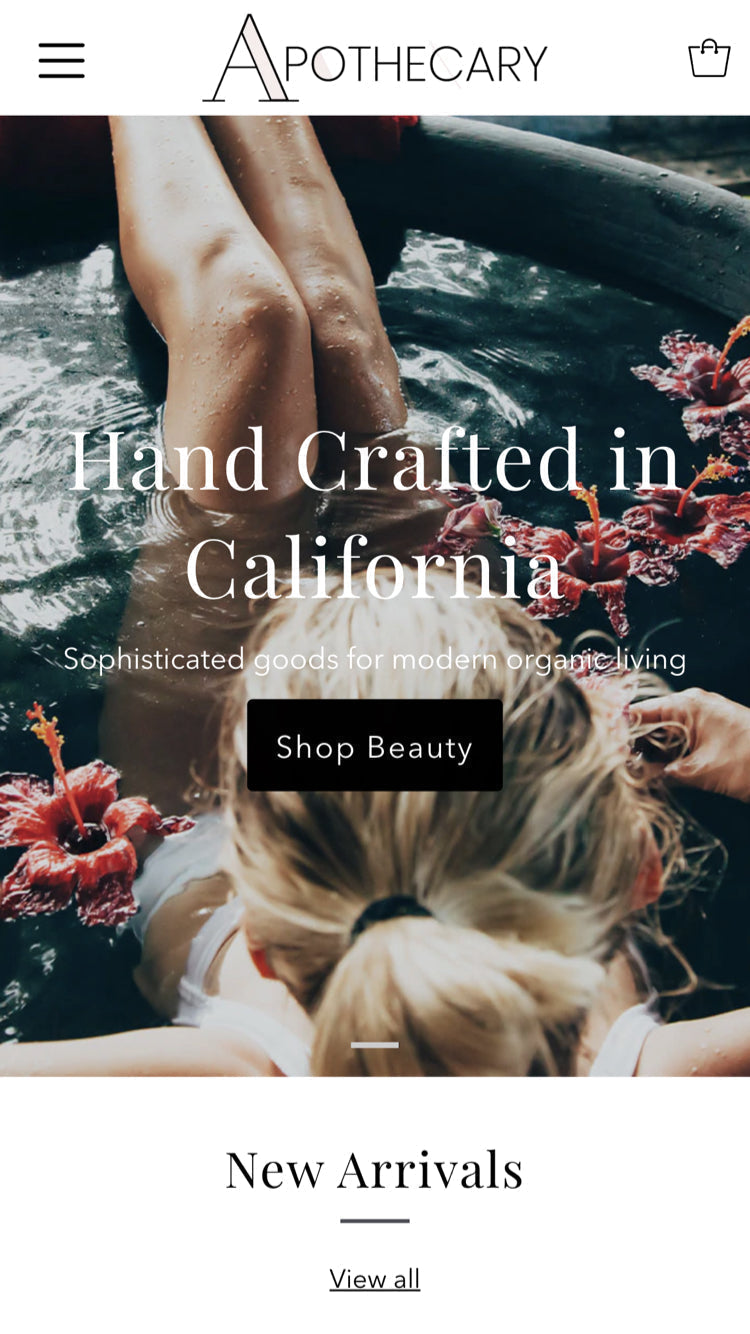 APOTHECARY
Hand Crafted in
California
Sophisticated goods for modern organic living
Shop Beauty
New Arrivals
View all